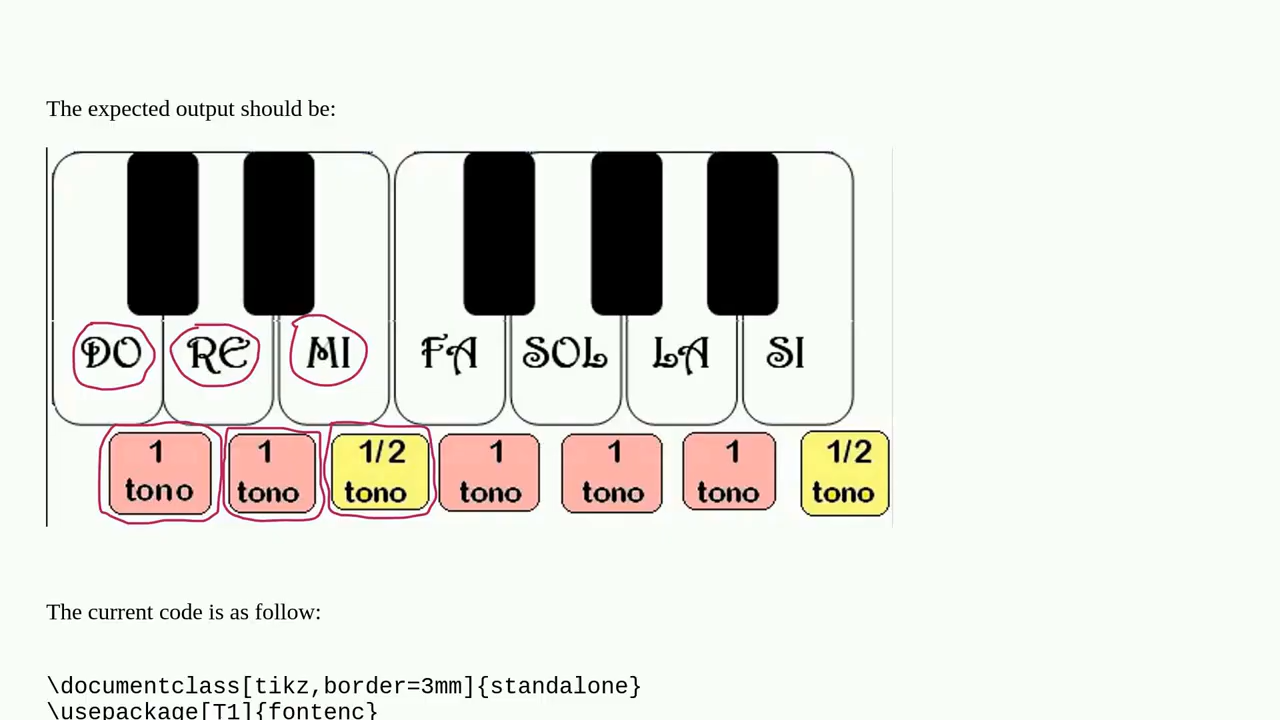 The expected output should be:
DO RE MI FA SOL LA SI
1 1 1/2 1 1 1 1/2
tono tono tono tono tono tono tono
The current code is as follow:
\documentclass[tikz,border=3mm]{standalone}
\usepackage[T1]{fontenc}